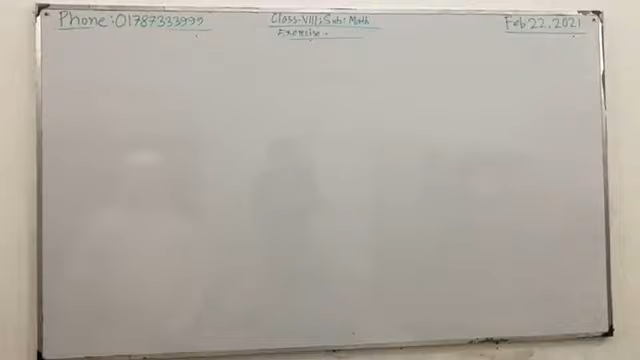 Phone: 01787333999
Class-VIII; Sub: Math
Exercise-
Feb 22, 2021